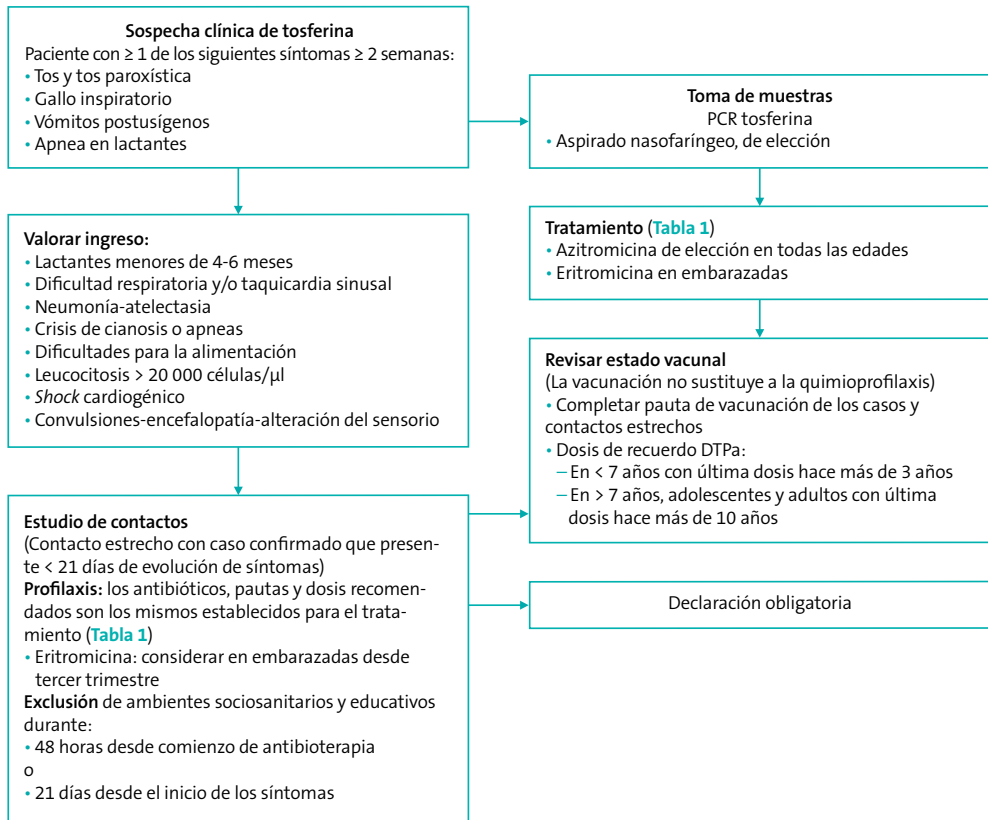 Sospecha clínica de tosferina
Paciente con ≥ 1 de los siguientes síntomas ≥ 2 semanas:
• Tos y tos paroxística
• Gallo inspiratorio
• Vómitos postusígenos
• Apnea en lactantes
Toma de muestras
PCR tosferina
• Aspirado nasofaríngeo, de elección
Valorar ingreso:
• Lactantes menores de 4-6 meses
• Dificultad respiratoria y/o taquicardia sinusal
• Neumonía-atelectasia
• Crisis de cianosis o apneas
• Dificultades para la alimentación
• Leucocitosis > 20 000 células/µl
• Shock cardiogénico
• Convulsiones-encefalopatía-alteración del sensorio
Tratamiento (Tabla 1)
• Azitromicina de elección en todas las edades
• Eritromicina en embarazadas
Revisar estado vacunal
(La vacunación no sustituye a la quimioprofilaxis)
• Completar pauta de vacunación de los casos y
contactos estrechos
• Dosis de recuerdo DTPa:
– En < 7 años con última dosis hace más de 3 años
– En > 7 años, adolescentes y adultos con última
dosis hace más de 10 años
Estudio de contactos
(Contacto estrecho con caso confirmado que presen-
te < 21 días de evolución de síntomas)
Profilaxis: los antibióticos, pautas y dosis recomen-
dados son los mismos establecidos para el trata-
miento (Tabla 1)
• Eritromicina: considerar en embarazadas desde
tercer trimestre
Exclusión de ambientes sociosanitarios y educativos
durante:
• 48 horas desde comienzo de antibioterapia
o
• 21 días desde el inicio de los síntomas
Declaración obligatoria